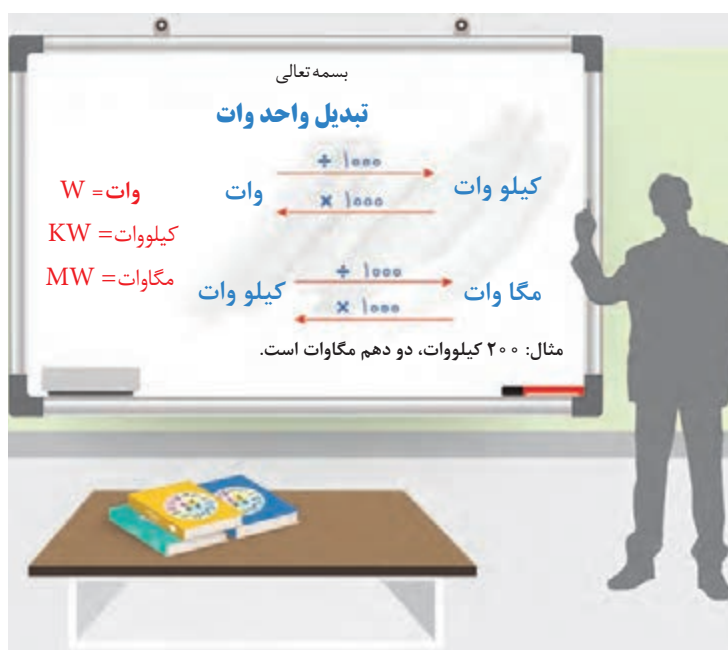 بسمه تعالی
تبدیل واحد وات
÷ ۱۰۰۰
وات کیلو وات
× ۱۰۰۰
÷ ۱۰۰۰
کیلو وات مگا وات
× ۱۰۰۰
وات= W
کیلووات= KW
مگاوات= MW
مثال: ۲۰۰ کیلووات، دو دهم مگاوات است.